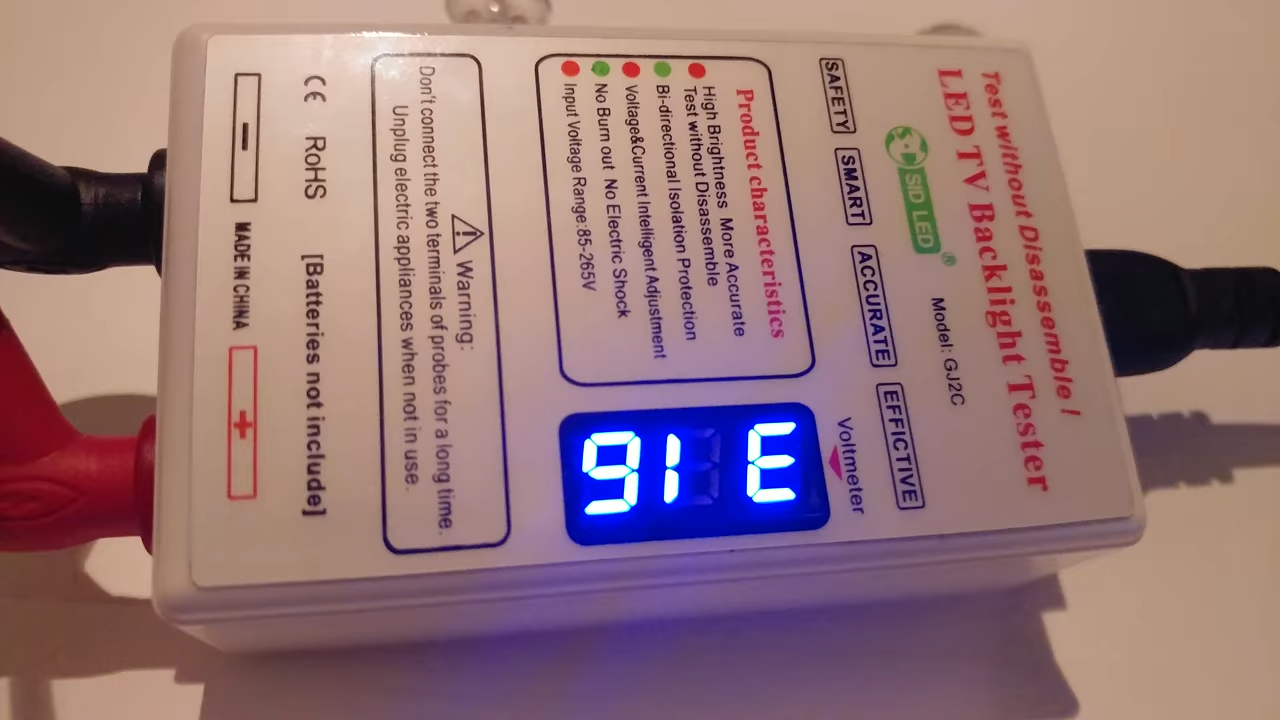 Test without Disassemble !
LED TV Backlight Tester
SID LED ®
Model: GJ2C
SAFETY SMART ACCURATE EFFICTIVE
Voltmeter
Product characteristics
High Brightness More Accurate
Test without Disassemble
Bi-directional Isolation Protection
Voltage&Current Intelligent Adjustment
No Burn out No Electric Shock
Input Voltage Range:85-265V
Warning:
Don't connect the two terminals of probes for a long time.
Unplug electric appliances when not in use.
CE RoHS [Batteries not include]
- MADE IN CHINA +